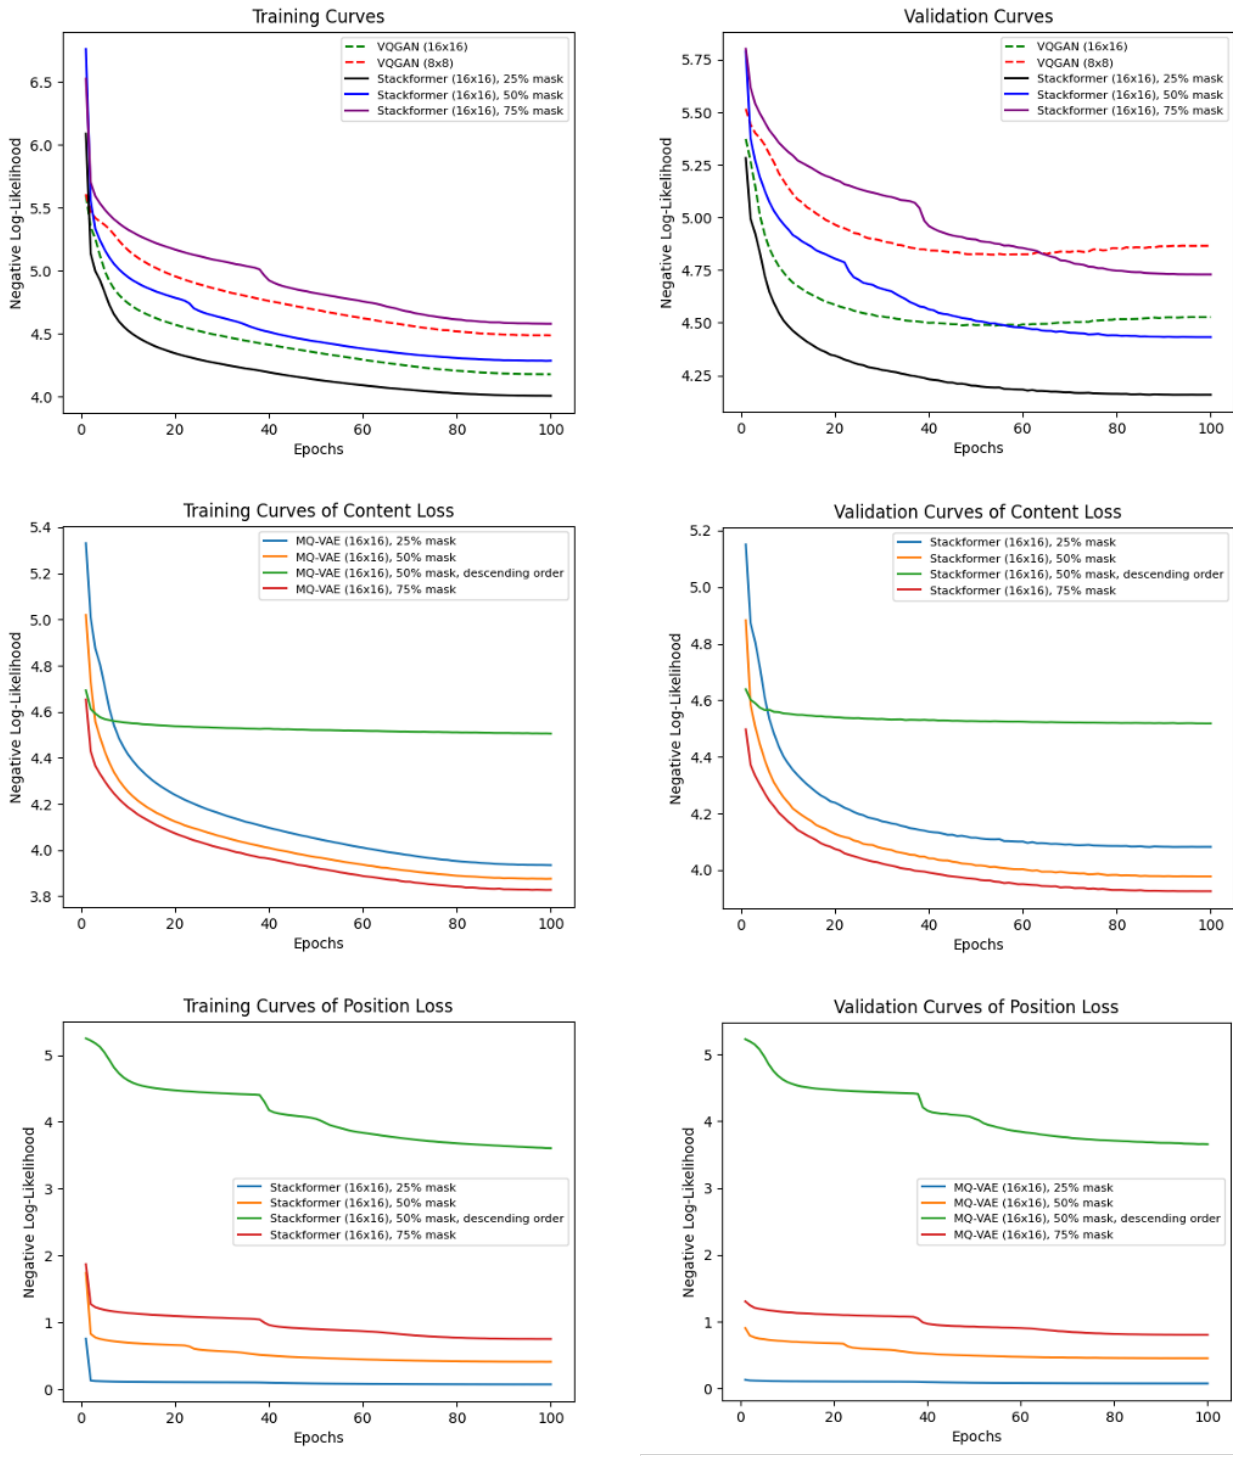 Training Curves
Negative Log-Likelihood
6.5
6.0
5.5
5.0
4.5
4.0
VQGAN (16x16)
VQGAN (8x8)
Stackformer (16x16), 25% mask
Stackformer (16x16), 50% mask
Stackformer (16x16), 75% mask
0 20 40 60 80 100
Epochs
Validation Curves
Negative Log-Likelihood
5.75
5.50
5.25
5.00
4.75
4.50
4.25
VQGAN (16x16)
VQGAN (8x8)
Stackformer (16x16), 25% mask
Stackformer (16x16), 50% mask
Stackformer (16x16), 75% mask
0 20 40 60 80 100
Epochs
Training Curves of Content Loss
Negative Log-Likelihood
5.4
5.2
5.0
4.8
4.6
4.4
4.2
4.0
3.8
MQ-VAE (16x16), 25% mask
MQ-VAE (16x16), 50% mask
MQ-VAE (16x16), 50% mask, descending order
MQ-VAE (16x16), 75% mask
0 20 40 60 80 100
Epochs
Validation Curves of Content Loss
Negative Log-Likelihood
5.2
5.0
4.8
4.6
4.4
4.2
4.0
Stackformer (16x16), 25% mask
Stackformer (16x16), 50% mask
Stackformer (16x16), 50% mask, descending order
Stackformer (16x16), 75% mask
0 20 40 60 80 100
Epochs
Training Curves of Position Loss
Negative Log-Likelihood
5
4
3
2
1
0
Stackformer (16x16), 25% mask
Stackformer (16x16), 50% mask
Stackformer (16x16), 50% mask, descending order
Stackformer (16x16), 75% mask
0 20 40 60 80 100
Epochs
Validation Curves of Position Loss
Negative Log-Likelihood
5
4
3
2
1
0
MQ-VAE (16x16), 25% mask
MQ-VAE (16x16), 50% mask
MQ-VAE (16x16), 50% mask, descending order
MQ-VAE (16x16), 75% mask
0 20 40 60 80 100
Epochs